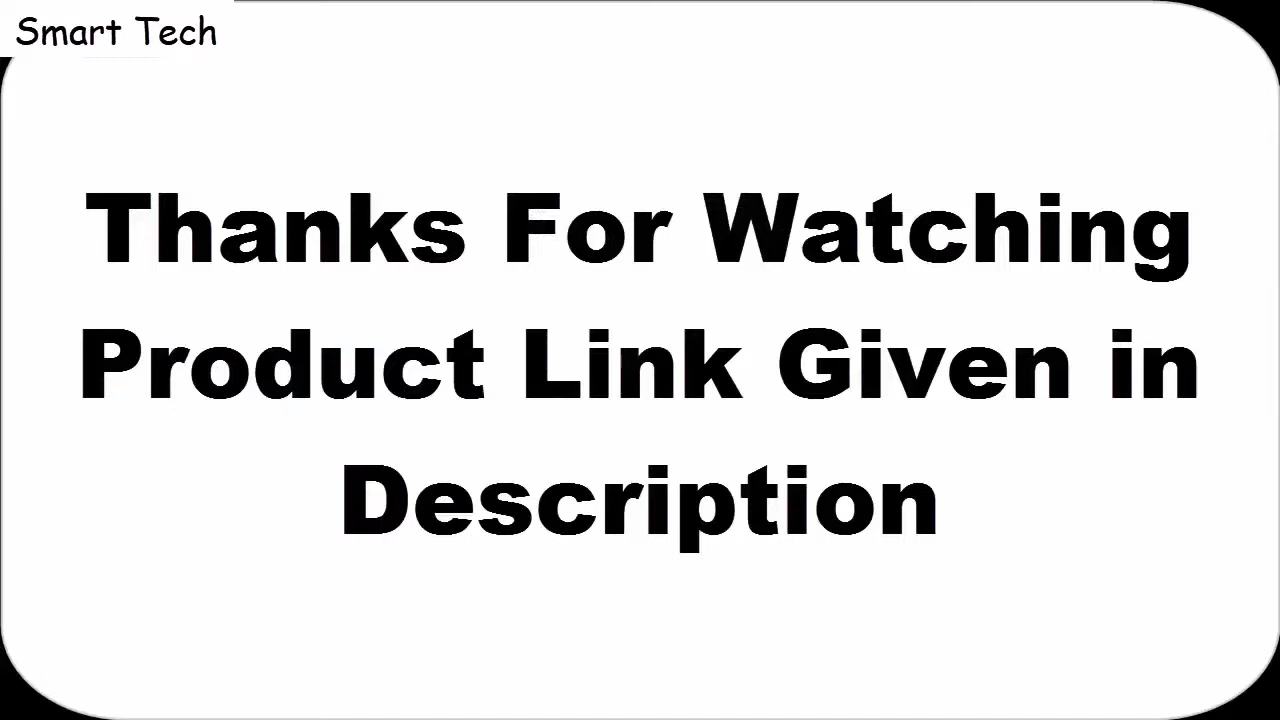 Smart Tech
Thanks For Watching
Product Link Given in
Description